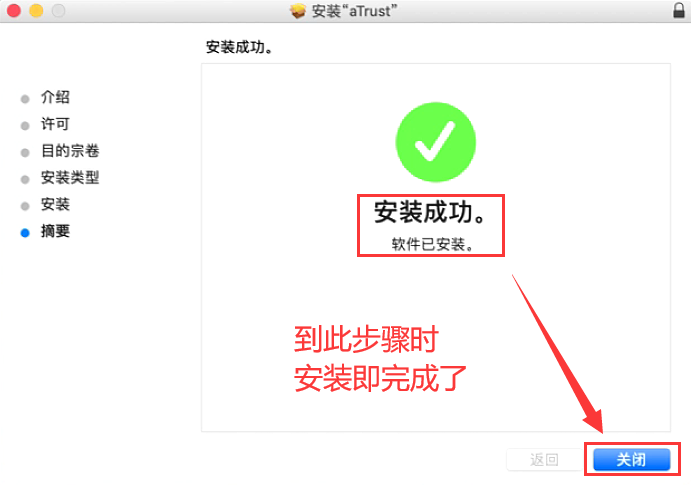 安装“aTrust”
安装成功。
介绍
许可
目的宗卷
安装类型
安装
摘要
安装成功。
软件已安装。
到此步骤时
安装即完成了
返回
关闭